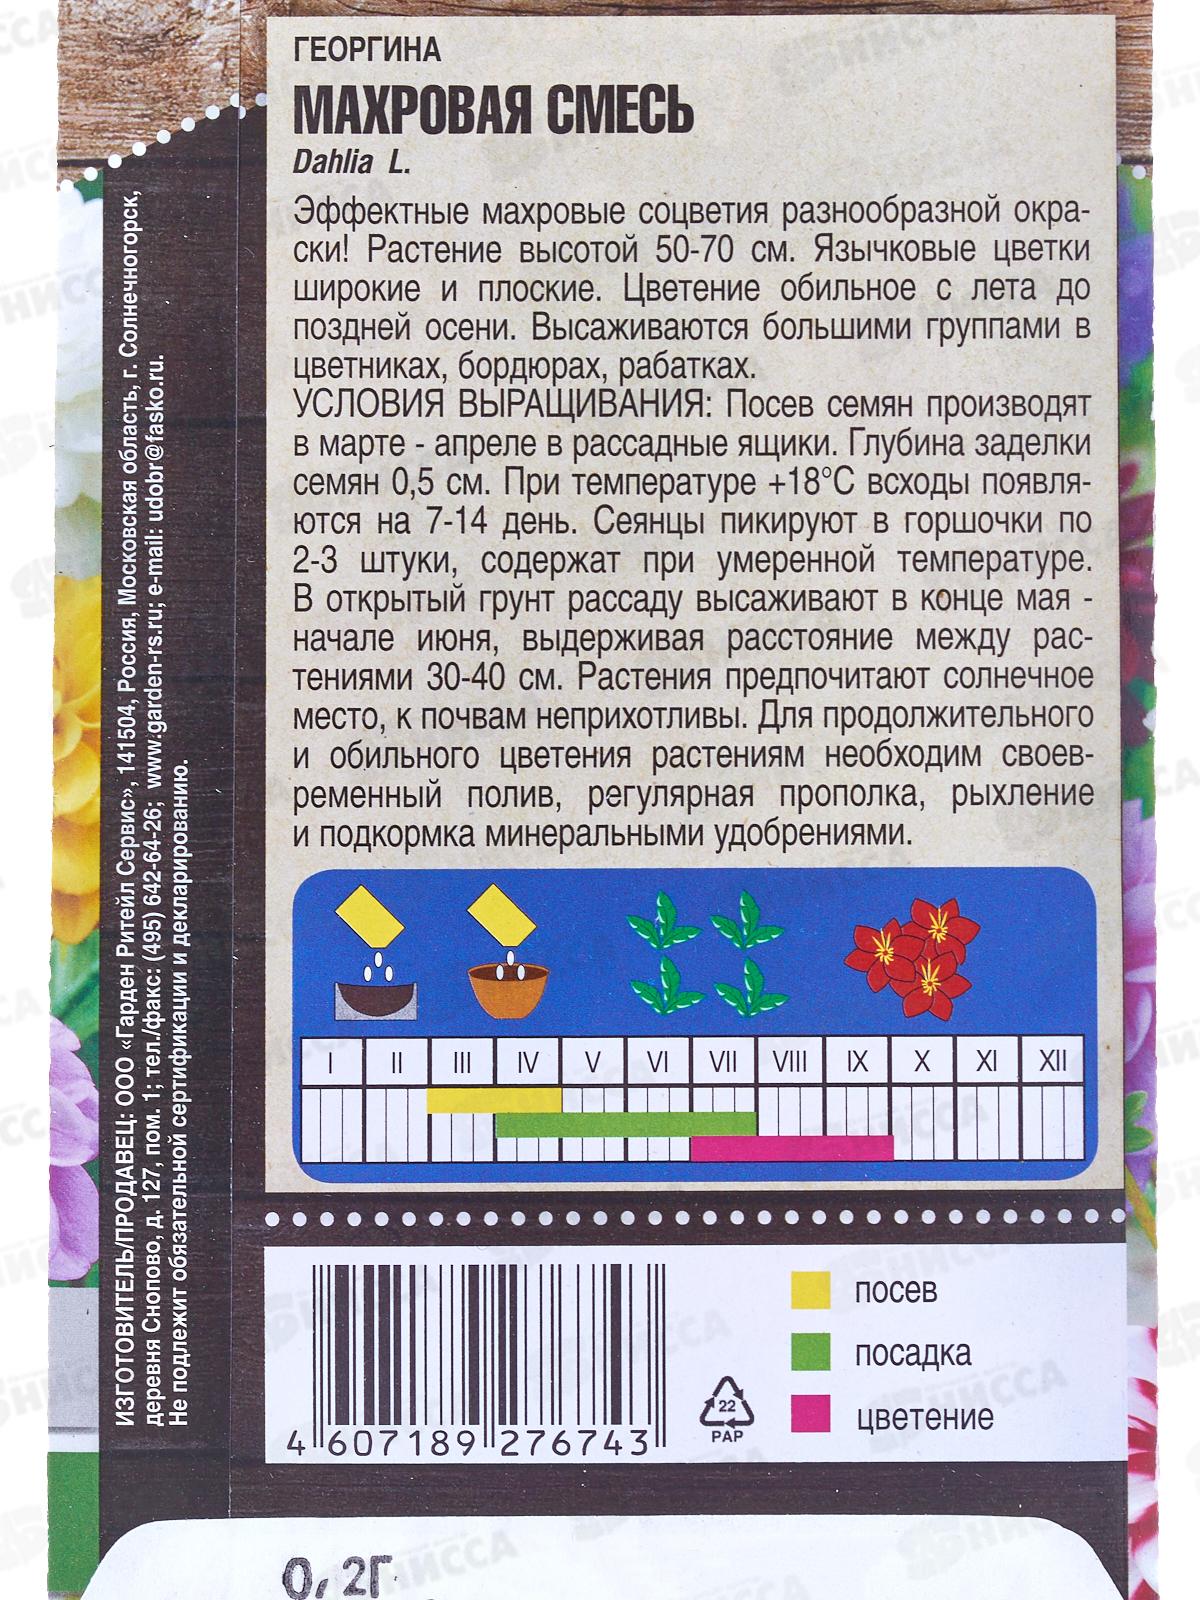 ГЕОРГИНА
МАХРОВАЯ СМЕСЬ
Dahlia L.
Эффектные махровые соцветия разнообразной окра-
ски! Растение высотой 50-70 см. Язычковые цветки
широкие и плоские. Цветение обильное с лета до
поздней осени. Высаживаются большими группами в
цветниках, бордюрах, рабатках.
УСЛОВИЯ ВЫРАЩИВАНИЯ: Посев семян производят
в марте - апреле в рассадные ящики. Глубина заделки
семян 0,5 см. При температуре +18°С всходы появля-
ются на 7-14 день. Сеянцы пикируют в горшочки по
2-3 штуки, содержат при умеренной температуре.
В открытый грунт рассаду высаживают в конце мая -
начале июня, выдерживая расстояние между рас-
тениями 30-40 см. Растения предпочитают солнечное
место, к почвам неприхотливы. Для продолжительного
и обильного цветения растениям необходим своев-
ременный полив, регулярная прополка, рыхление
и подкормка минеральными удобрениями.
I II III IV V VI VII VIII IX X XI XII
посев
посадка
цветение
22
PAP
4 607189 276743
0,2Г
ИЗГОТОВИТЕЛЬ/ПРОДАВЕЦ: ООО «Гарден Ритейл Сервис», 141504, Россия, Московская область, г. Солнечногорск,
деревня Снопово, д. 127, пом. 1; тел./факс: (495) 642-64-26; www.garden-rs.ru; e-mail: udobr@fasko.ru.
Не подлежит обязательной сертификации и декларированию.